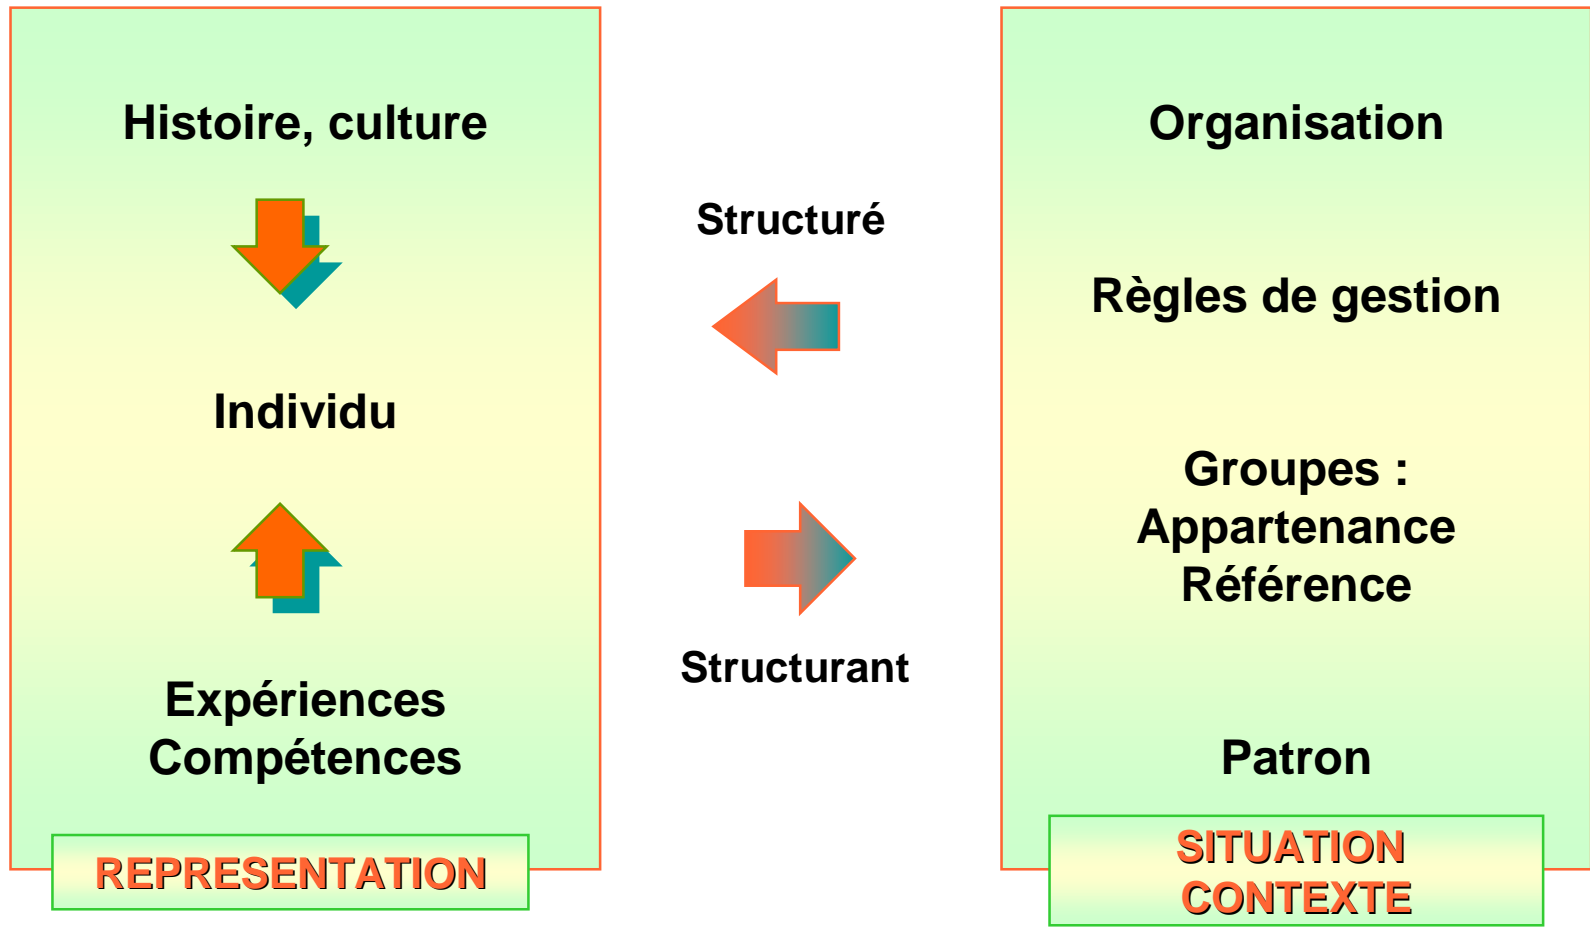 Histoire, culture
Individu
Expériences
Compétences
REPRESENTATION
Structuré
Structurant
Organisation
Règles de gestion
Groupes :
Appartenance
Référence
Patron
SITUATION
CONTEXTE